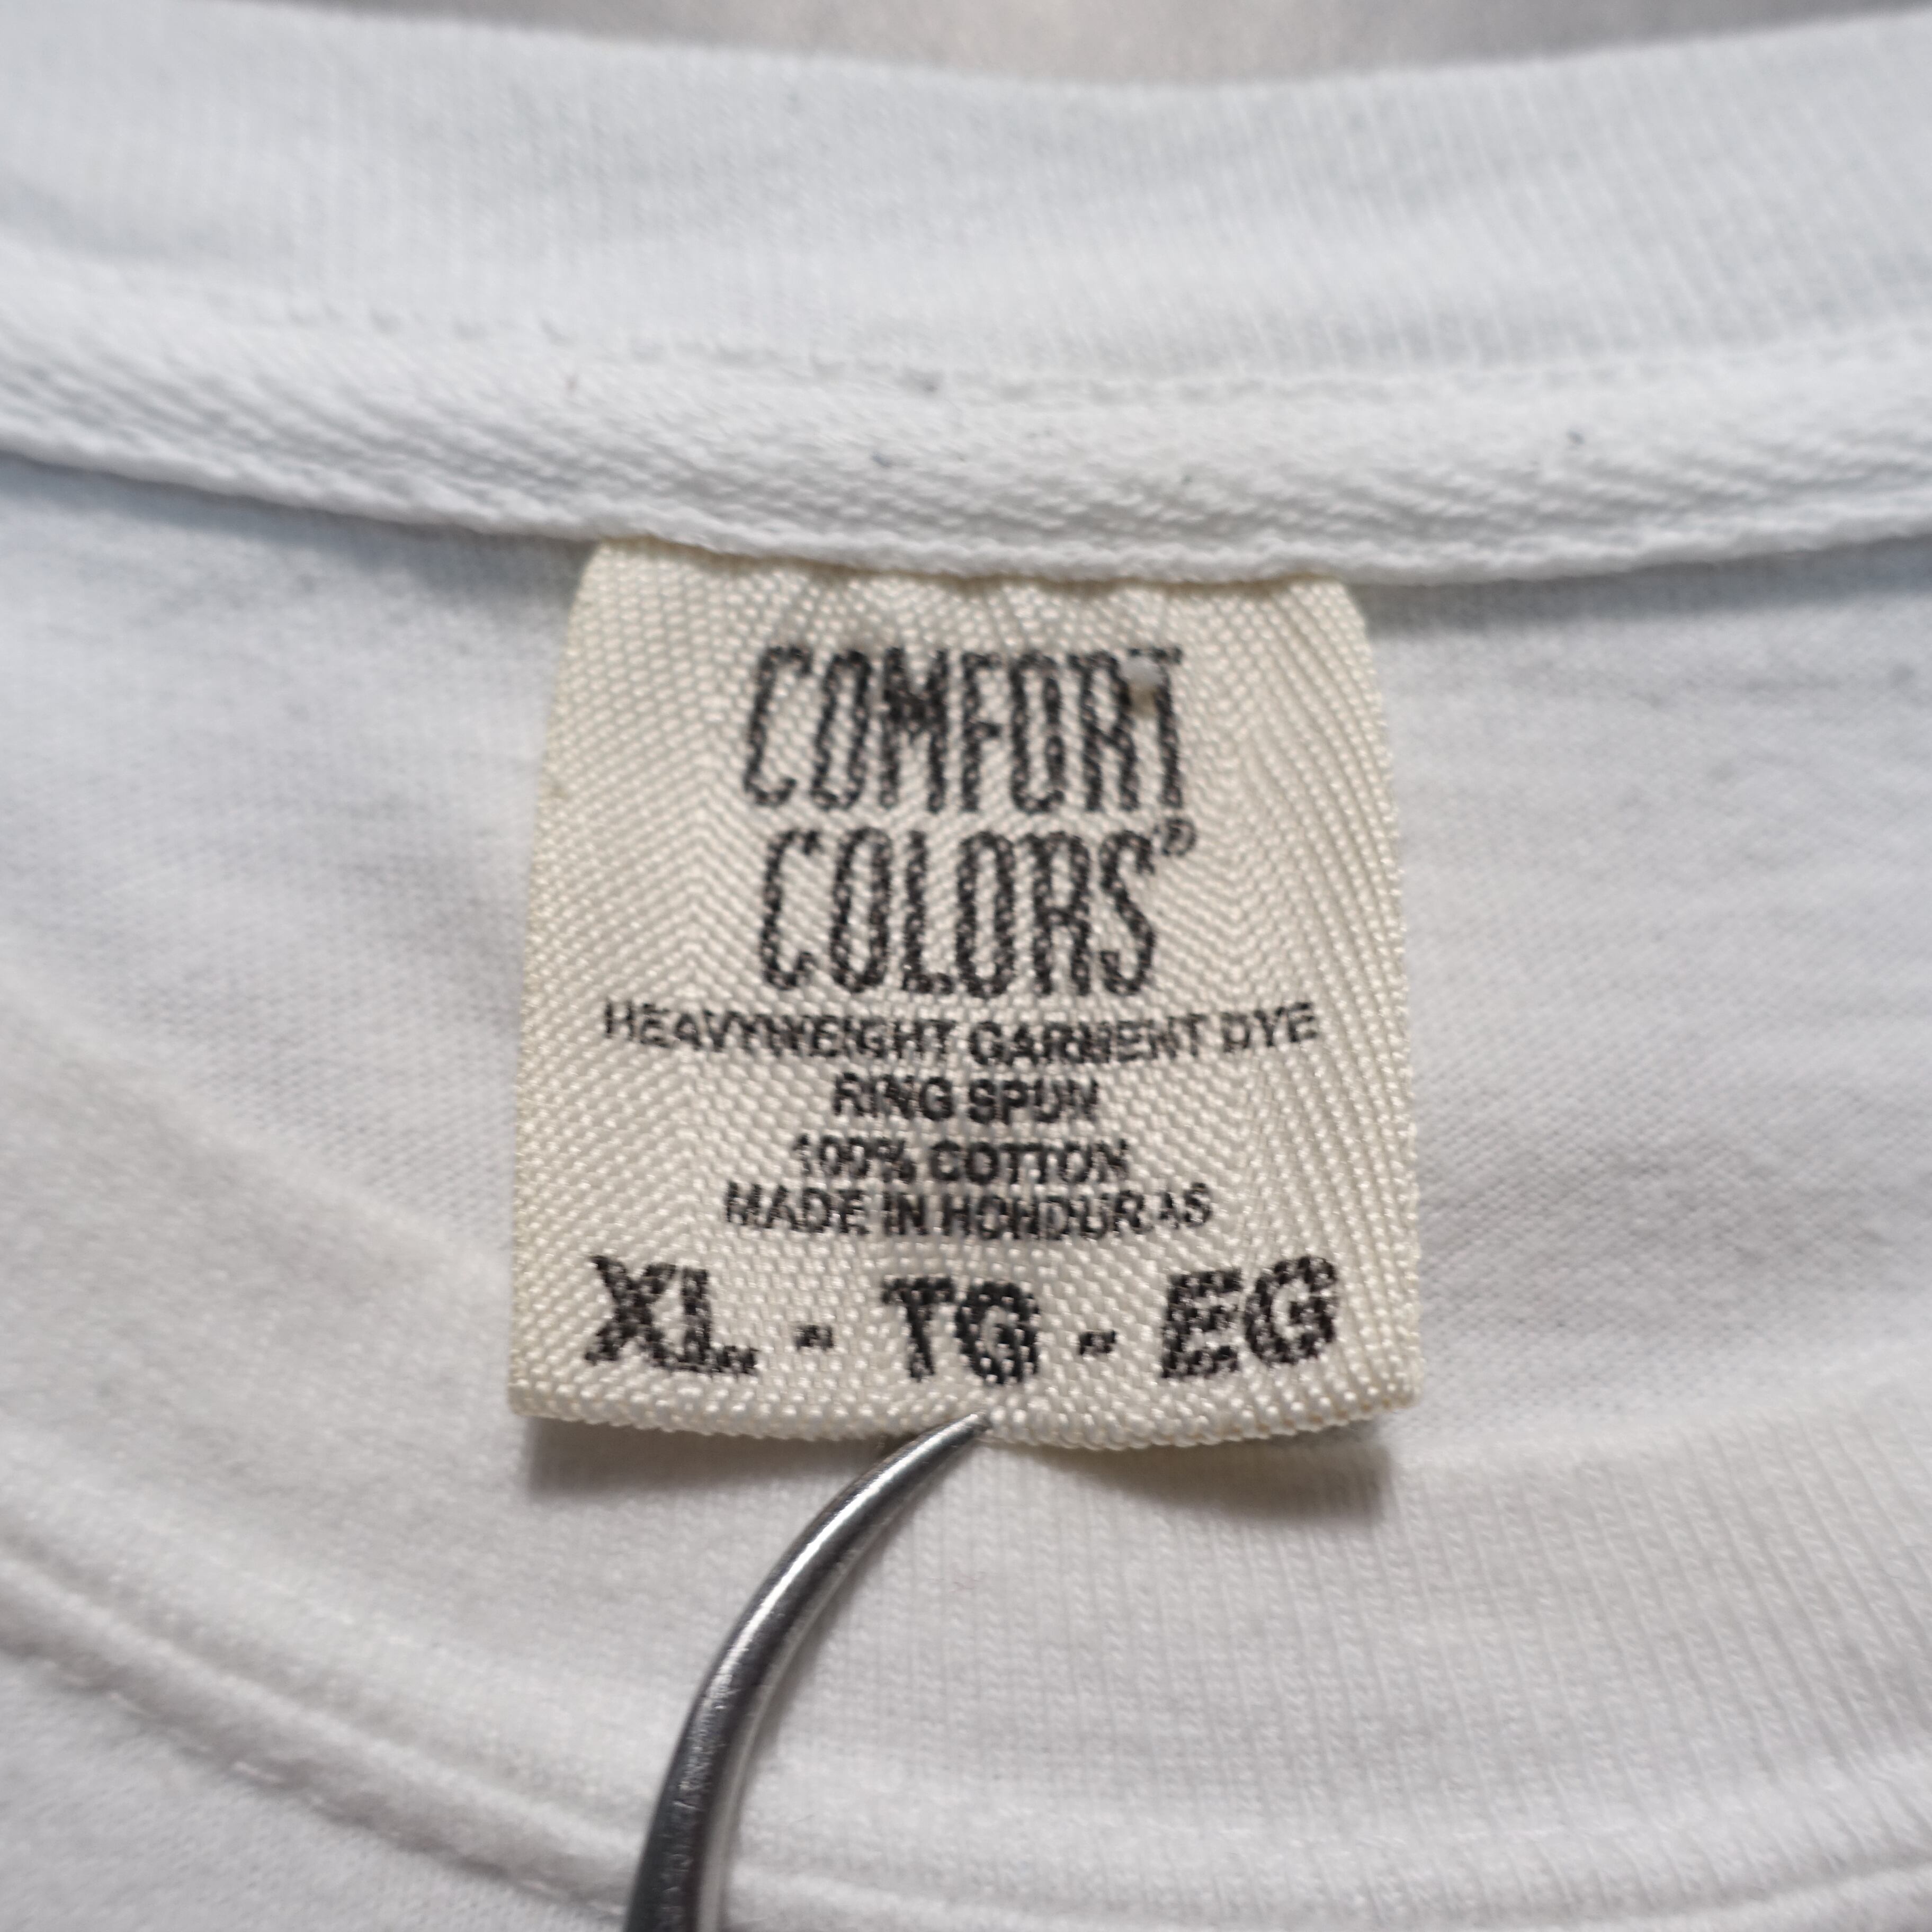 COMFORT
COLORS®
HEAVYWEIGHT GARMENT DYE
RING SPUN
100% COTTON
MADE IN HONDURAS
XL - TG - EG